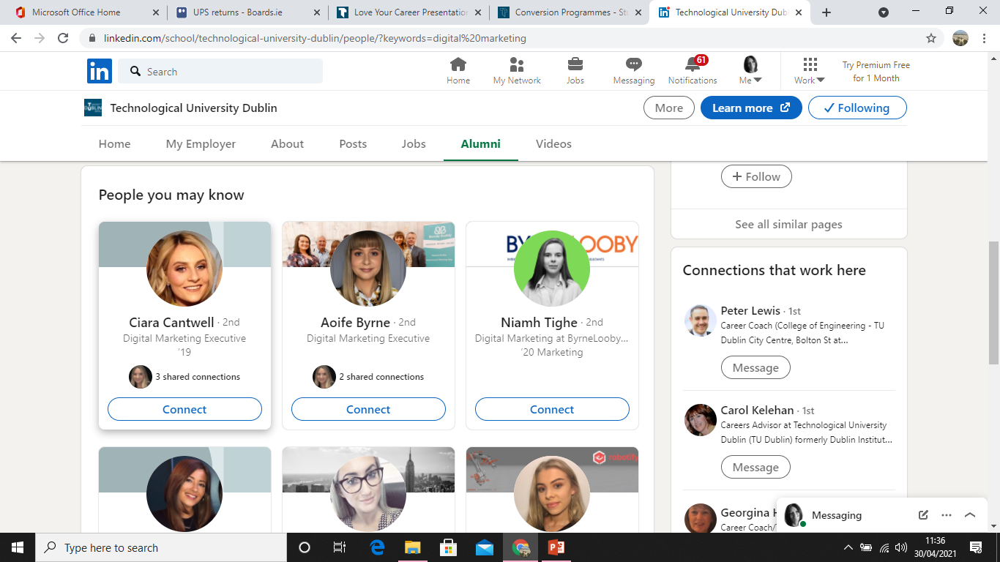 Microsoft Office Home
UPS returns - Boards.ie
Love Your Career Presentation
Conversion Programmes - Stu
Technological University Dubl
linkedin.com/school/technological-university-dublin/people/?keywords=digital%20marketing
in
Search
Home
My Network
Jobs
Messaging
61
Notifications
Me
Work
Try Premium Free
for 1 Month
Technological University Dublin
More
Learn more
Following
Home
My Employer
About
Posts
Jobs
Alumni
Videos
People you may know
Ciara Cantwell · 2nd
Digital Marketing Executive
'19
3 shared connections
Connect
Aoife Byrne · 2nd
Digital Marketing Executive
2 shared connections
Connect
Niamh Tighe · 2nd
Digital Marketing at ByrneLooby...
'20 Marketing
Connect
robotify
+ Follow
See all similar pages
Connections that work here
Peter Lewis · 1st
Career Coach (College of Engineering - TU
Dublin City Centre, Bolton St at...
Message
Carol Kelehan · 1st
Careers Advisor at Technological University
Dublin (TU Dublin) formerly Dublin Institut...
Message
Georgina
Career Coach/
Messaging
Type here to search
11:36
30/04/2021